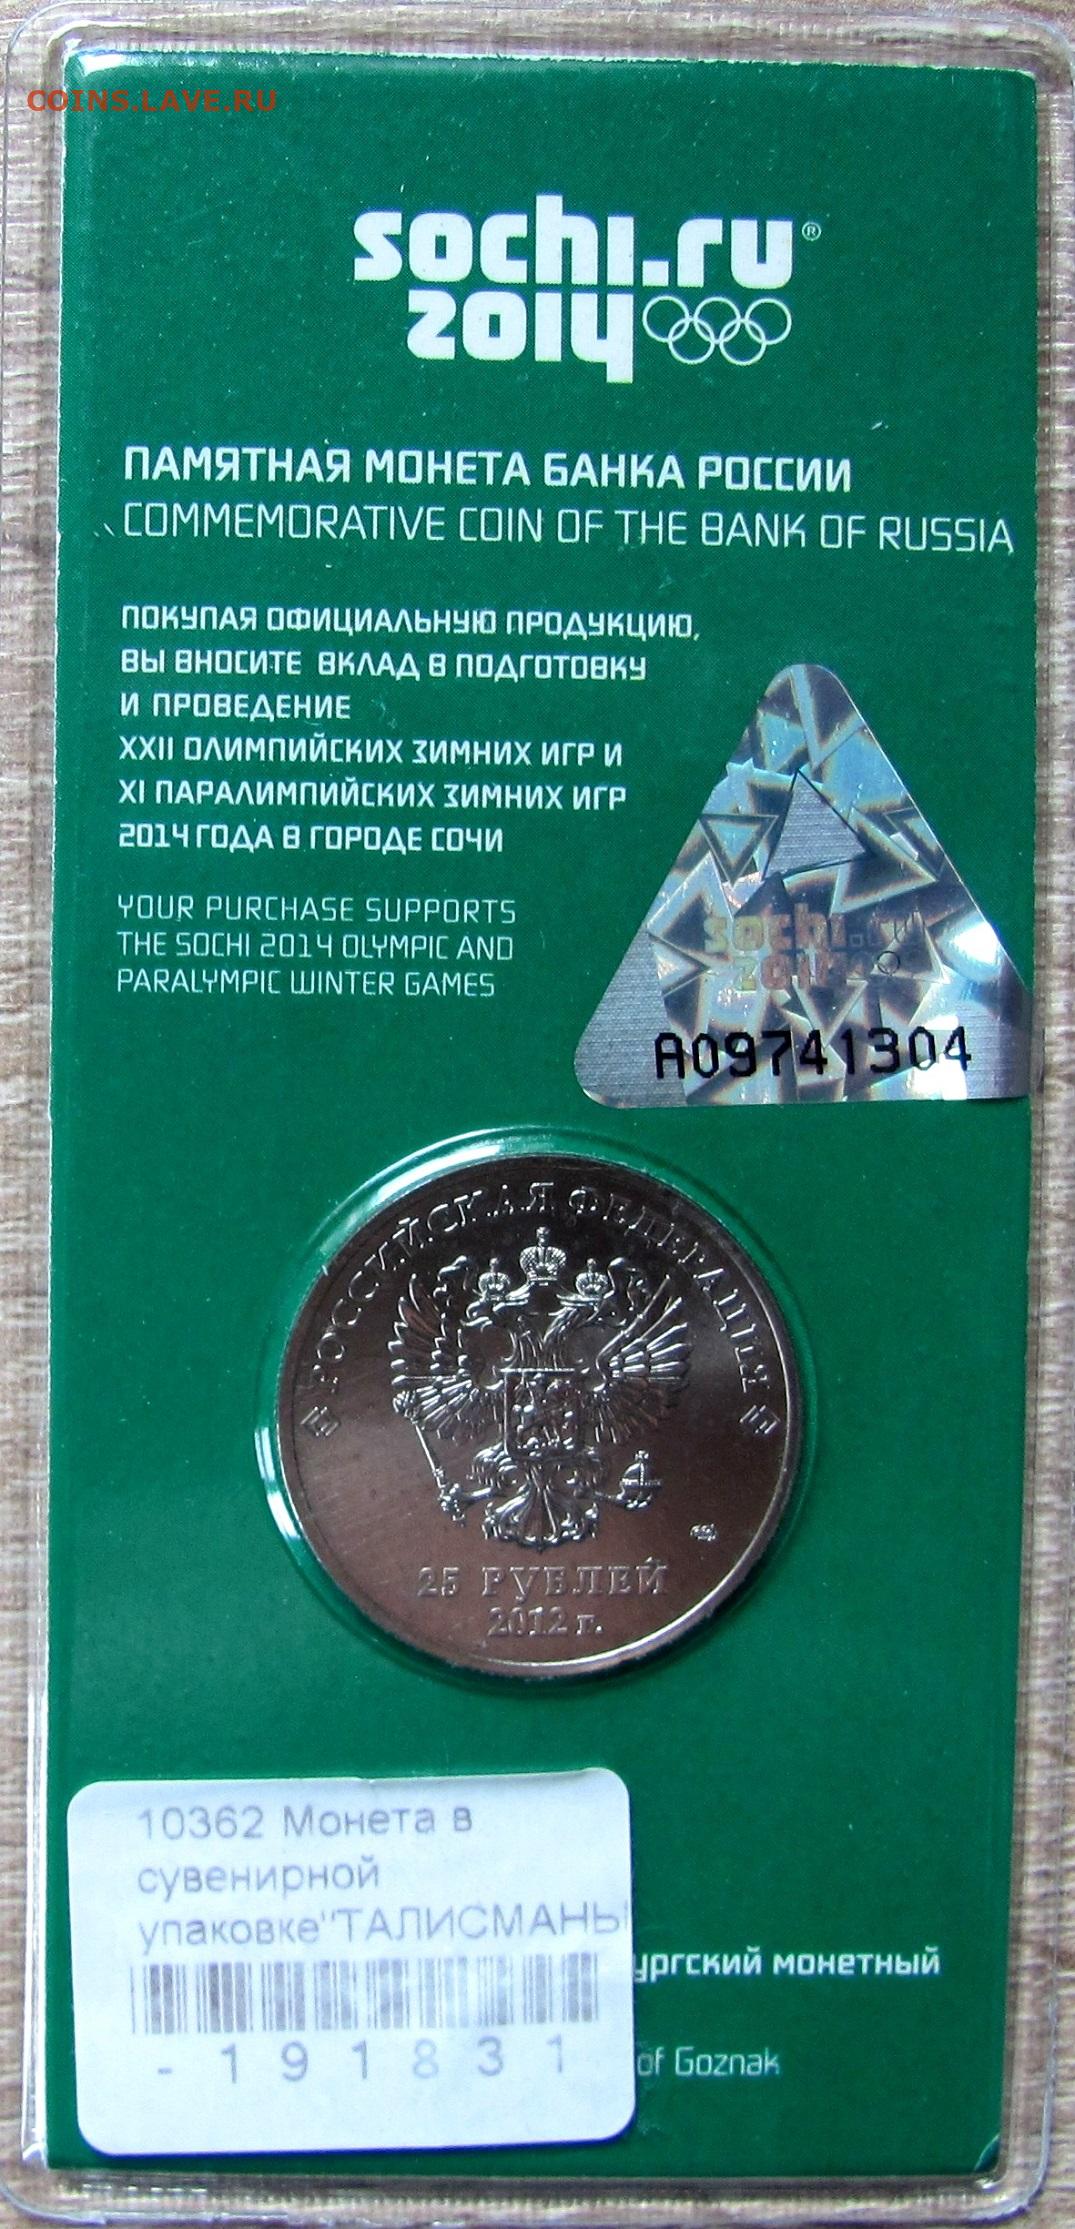 COINS.LAVE.RU
sochi.ru®
2014
ПАМЯТНАЯ МОНЕТА БАНКА РОССИИ
COMMEMORATIVE COIN OF THE BANK OF RUSSIA
ПОКУПАЯ ОФИЦИАЛЬНУЮ ПРОДУКЦИЮ,
ВЫ ВНОСИТЕ ВКЛАД В ПОДГОТОВКУ
И ПРОВЕДЕНИЕ
XXII ОЛИМПИЙСКИХ ЗИМНИХ ИГР И
XI ПАРАЛИМПИЙСКИХ ЗИМНИХ ИГР
2014 ГОДА В ГОРОДЕ СОЧИ
YOUR PURCHASE SUPPORTS
THE SOCHI 2014 OLYMPIC AND
PARALYMPIC WINTER GAMES
sochi.ru
2014
A09741304
РОССИЙСКАЯ ФЕДЕРАЦИЯ
25 РУБЛЕЙ
2012 г.
10362 Монета в
сувенирной
упаковке"ТАЛИСМАНЫ
ургский монетный
- 1 9 1 8 3 1
of Goznak